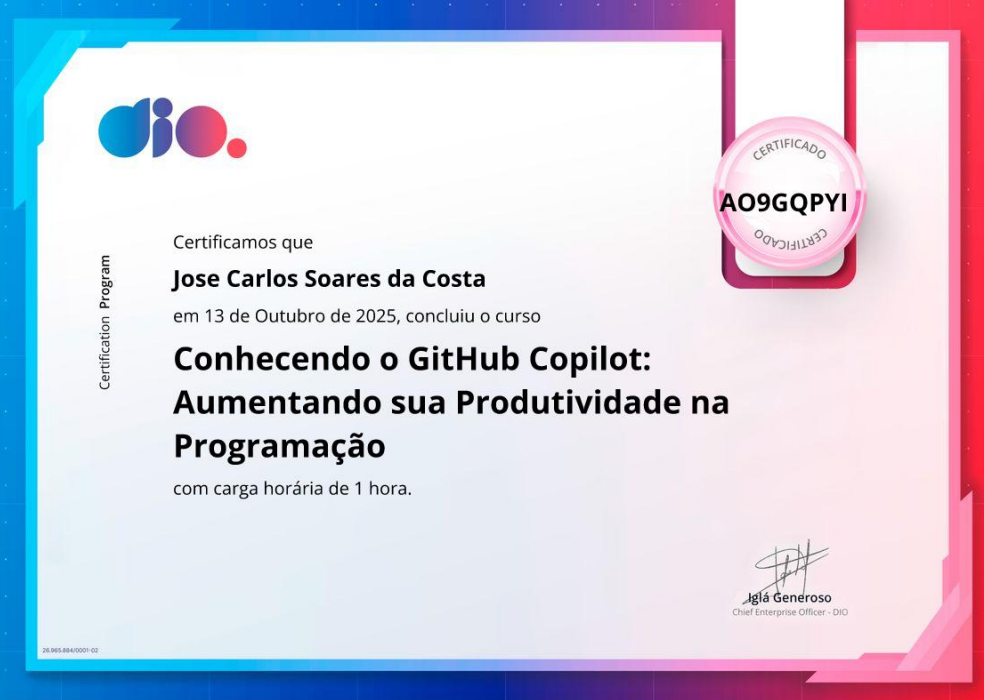 dio.
CERTIFICADO
AO9GQPYI
CERTIFICADO
Certificamos que
Jose Carlos Soares da Costa
em 13 de Outubro de 2025, concluiu o curso
Conhecendo o GitHub Copilot:
Aumentando sua Produtividade na
Programação
com carga horária de 1 hora.
Certification Program
Iglá Generoso
Chief Enterprise Officer - DIO
26.965.884/0001-02